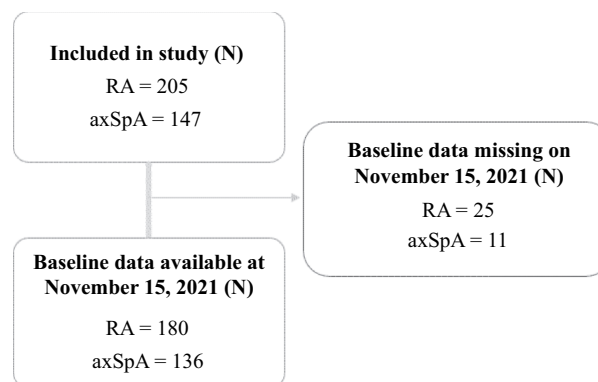 Included in study (N)
RA = 205
axSpA = 147
Baseline data missing on
November 15, 2021 (N)
RA = 25
axSpA = 11
Baseline data available at
November 15, 2021 (N)
RA = 180
axSpA = 136